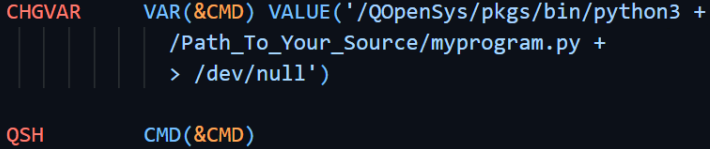 CHGVAR VAR(&CMD) VALUE('/QOpenSys/pkgs/bin/python3 +
/Path_To_Your_Source/myprogram.py +
> /dev/null')
QSH CMD(&CMD)